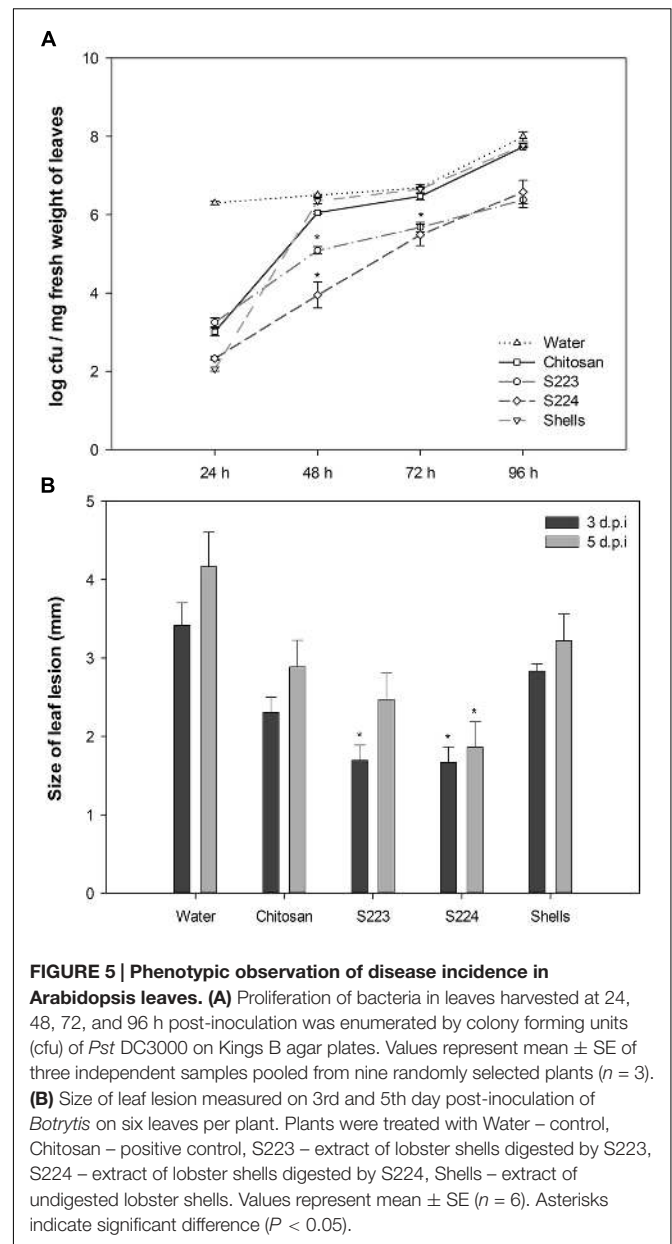 A
log cfu / mg fresh weight of leaves
10
8
6
4
2
0
*
*
*
Water
Chitosan
S223
S224
Shells
24 h
48 h
72 h
96 h
B
Size of leaf lesion (mm)
5
4
3
2
1
0
3 d.p.i
5 d.p.i
*
*
*
Water
Chitosan
S223
S224
Shells
FIGURE 5 | Phenotypic observation of disease incidence in
Arabidopsis leaves. (A) Proliferation of bacteria in leaves harvested at 24,
48, 72, and 96 h post-inoculation was enumerated by colony forming units
(cfu) of Pst DC3000 on Kings B agar plates. Values represent mean ± SE of
three independent samples pooled from nine randomly selected plants (n = 3).
(B) Size of leaf lesion measured on 3rd and 5th day post-inoculation of
Botrytis on six leaves per plant. Plants were treated with Water – control,
Chitosan – positive control, S223 – extract of lobster shells digested by S223,
S224 – extract of lobster shells digested by S224, Shells – extract of
undigested lobster shells. Values represent mean ± SE (n = 6). Asterisks
indicate significant difference (P < 0.05).